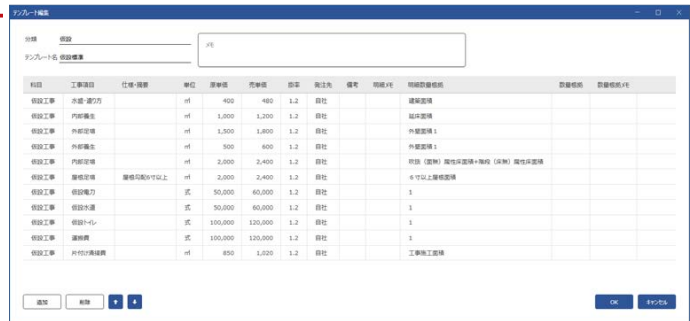 テンプレート編集
分類 仮設
メモ
テンプレート名 仮設標準
科目 工事項目 仕様・摘要 単位 原単価 売単価 掛率 発注先 備考 明細メモ 明細数量根拠 数量根拠 数量根拠メモ
仮設工事 水盛・遣り方 ㎡ 400 480 1.2 自社 建築面積
仮設工事 内部養生 ㎡ 1,000 1,200 1.2 自社 延床面積
仮設工事 外部足場 ㎡ 1,500 1,800 1.2 自社 外壁面積1
仮設工事 外部養生 ㎡ 500 600 1.2 自社 外壁面積1
仮設工事 内部足場 ㎡ 2,000 2,400 1.2 自社 吹抜(面無)属性床面積+階段(床無)属性床面積
仮設工事 屋根足場 屋根勾配6寸以上 ㎡ 2,000 2,400 1.2 自社 6寸以上屋根面積
仮設工事 仮設電力 式 50,000 60,000 1.2 自社 1
仮設工事 仮設水道 式 50,000 60,000 1.2 自社 1
仮設工事 仮設トイレ 式 100,000 120,000 1.2 自社 1
仮設工事 運搬費 式 100,000 120,000 1.2 自社 1
仮設工事 片付け清掃費 ㎡ 850 1,020 1.2 自社 工事施工面積
追加 削除 OK キャンセル